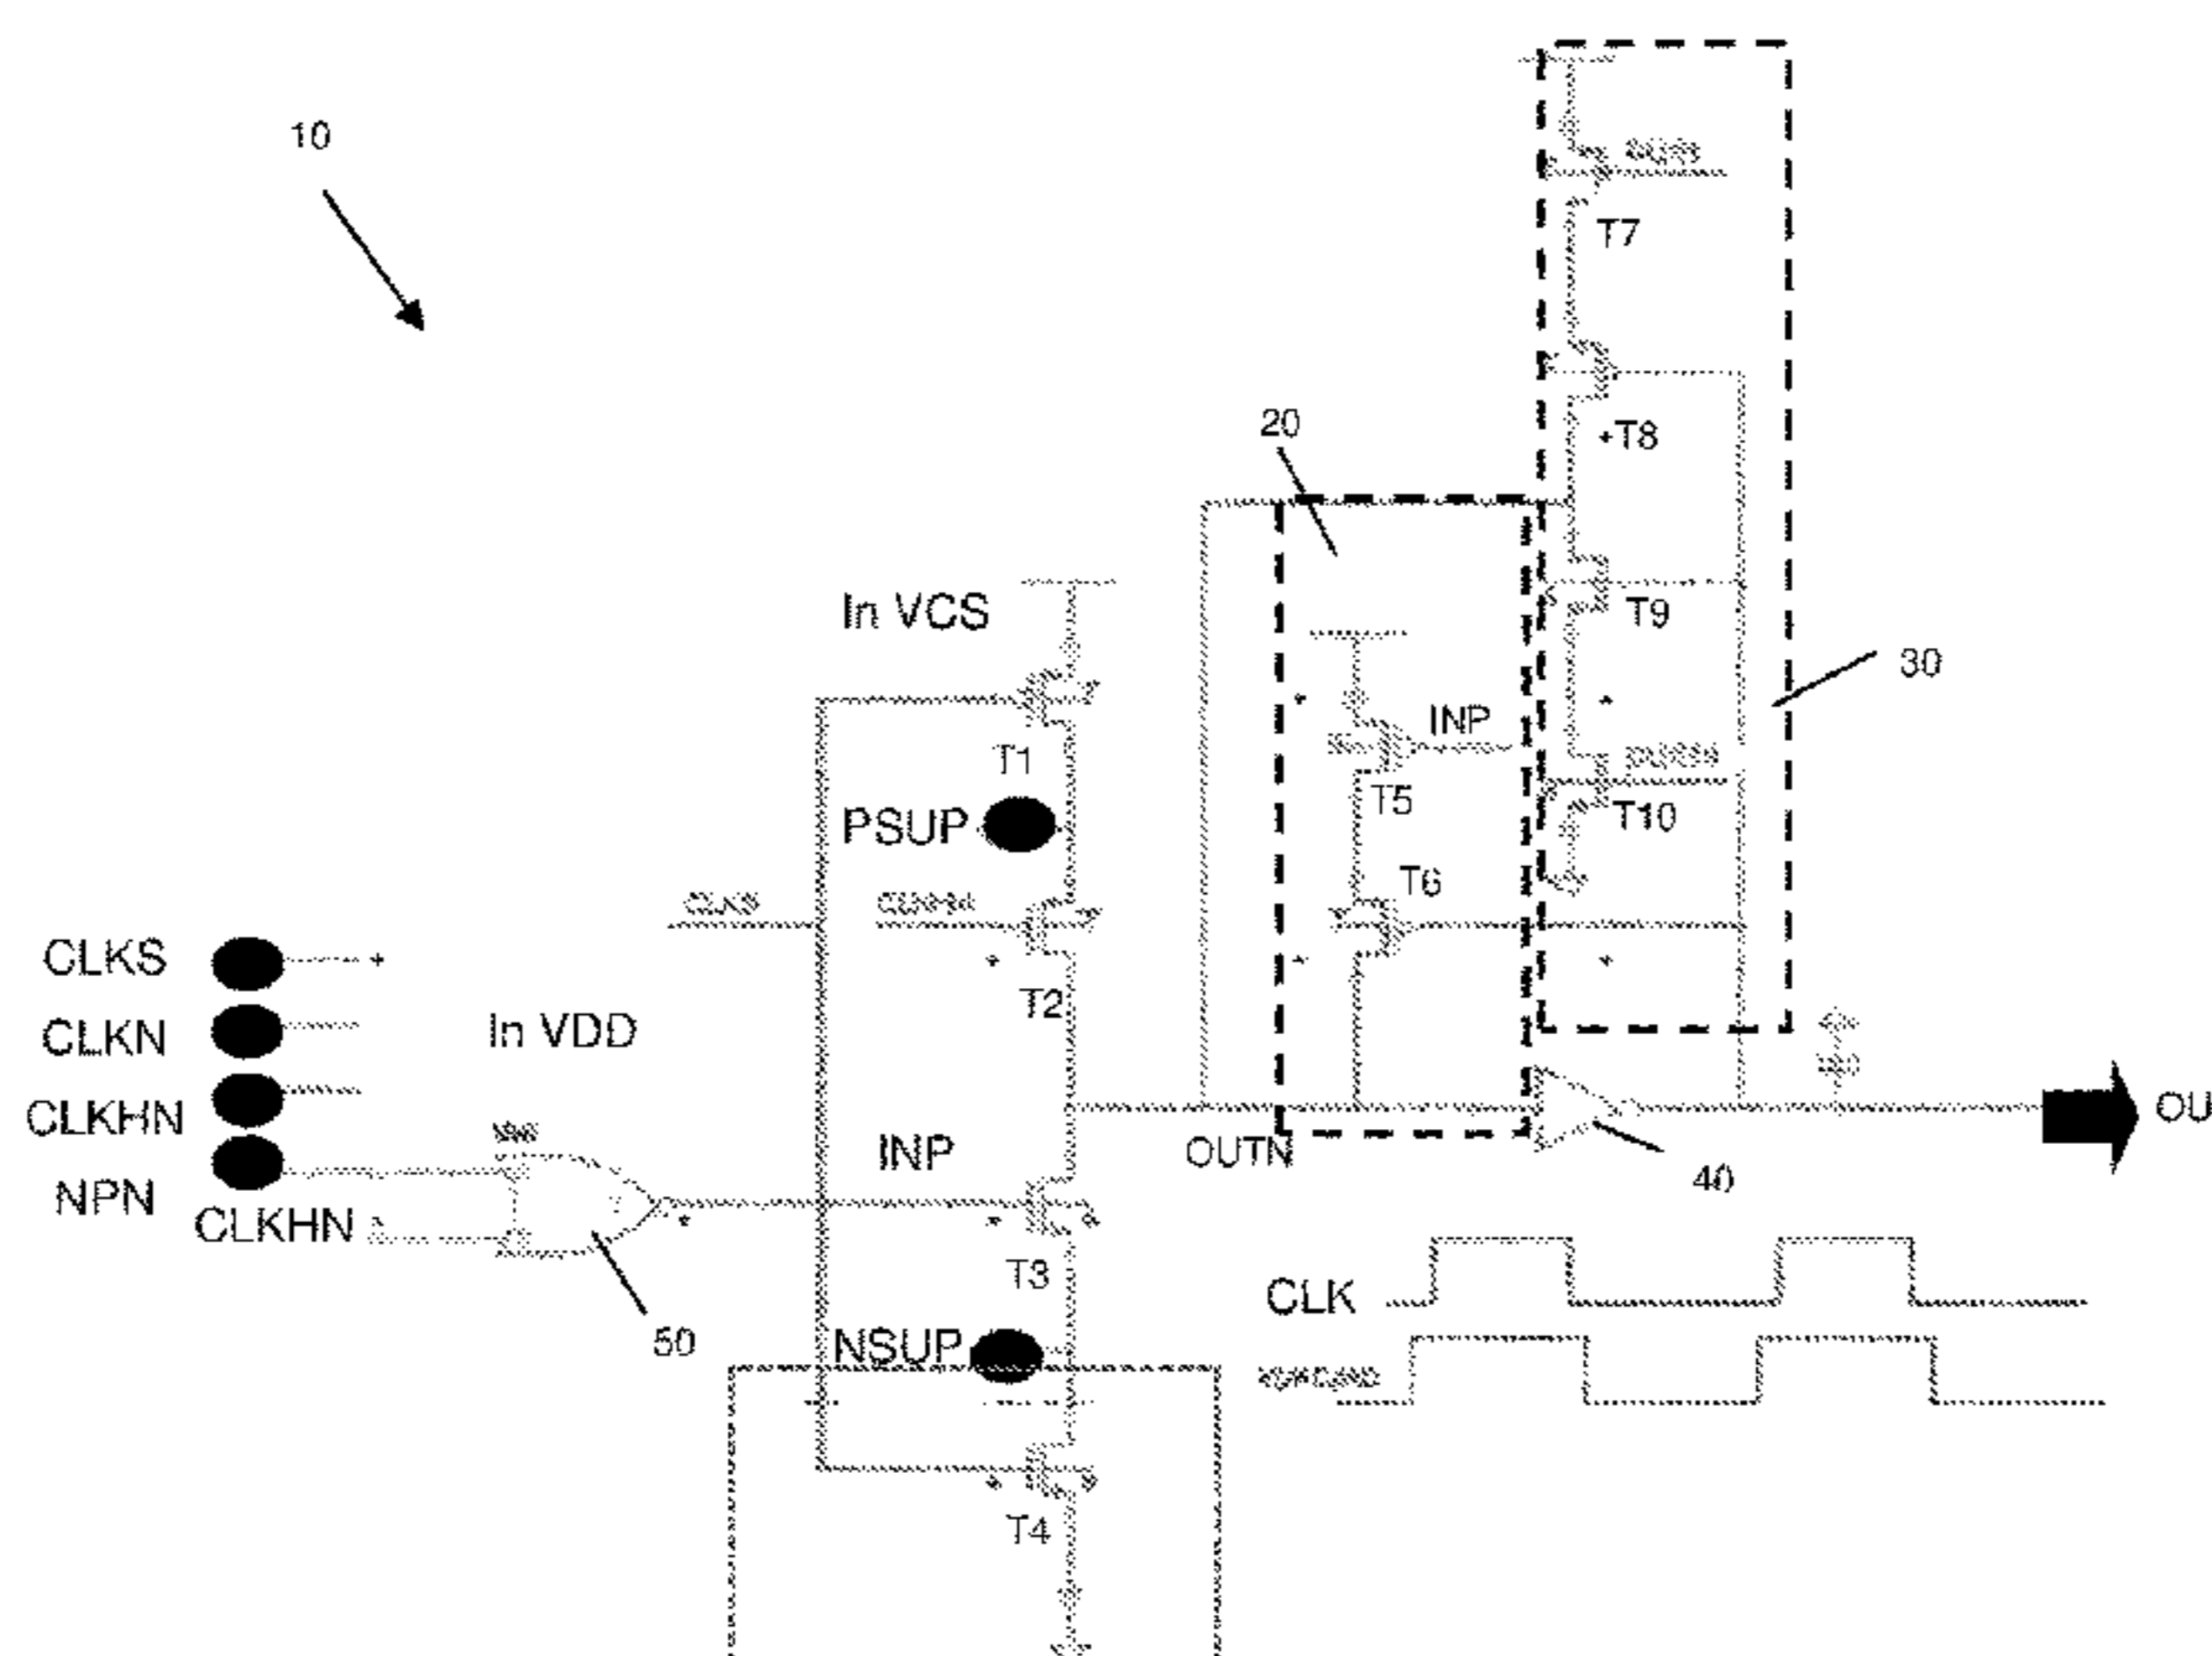 10
T7
20
T8
In VCS
T9
30
INP
T1
T5
T10
PSUP
T6
CLKS
CLKS
T2
In VDD
CLKN
CLKHN
INP
OUTN
OU
40
NPN
CLKHN
T3
CLK
50
NSUP
T4